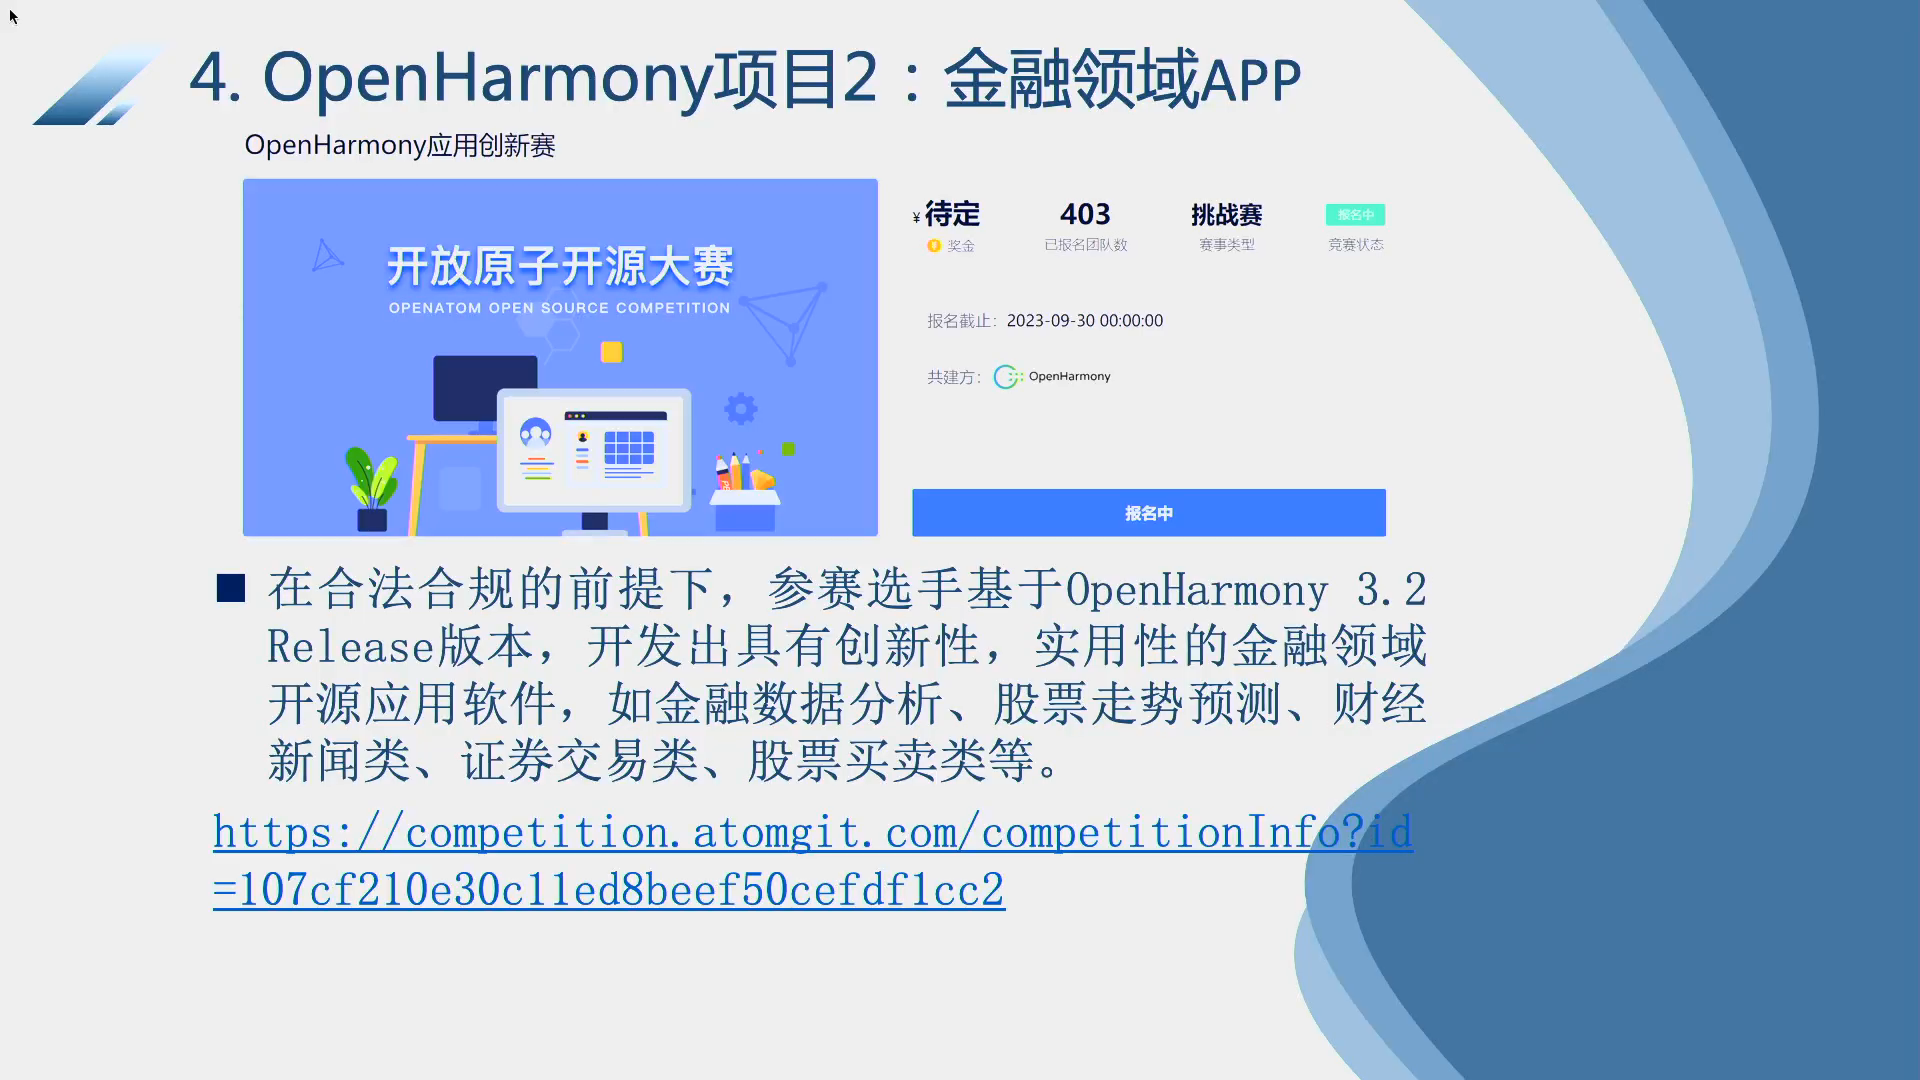 4. OpenHarmony项目2：金融领域APP
OpenHarmony应用创新赛
开放原子开源大赛
OPENATOM OPEN SOURCE COMPETITION
¥ 待定 403 挑战赛 报名中
奖金 已报名团队数 赛事类型 竞赛状态
报名截止：2023-09-30 00:00:00
共建方：OpenHarmony
报名中
在合法合规的前提下，参赛选手基于OpenHarmony 3.2
Release版本，开发出具有创新性，实用性的金融领域
开源应用软件，如金融数据分析、股票走势预测、财经
新闻类、证券交易类、股票买卖类等。
https://competition.atomgit.com/competitionInfo?id
=107cf210e30c11ed8beef50cefdf1cc2